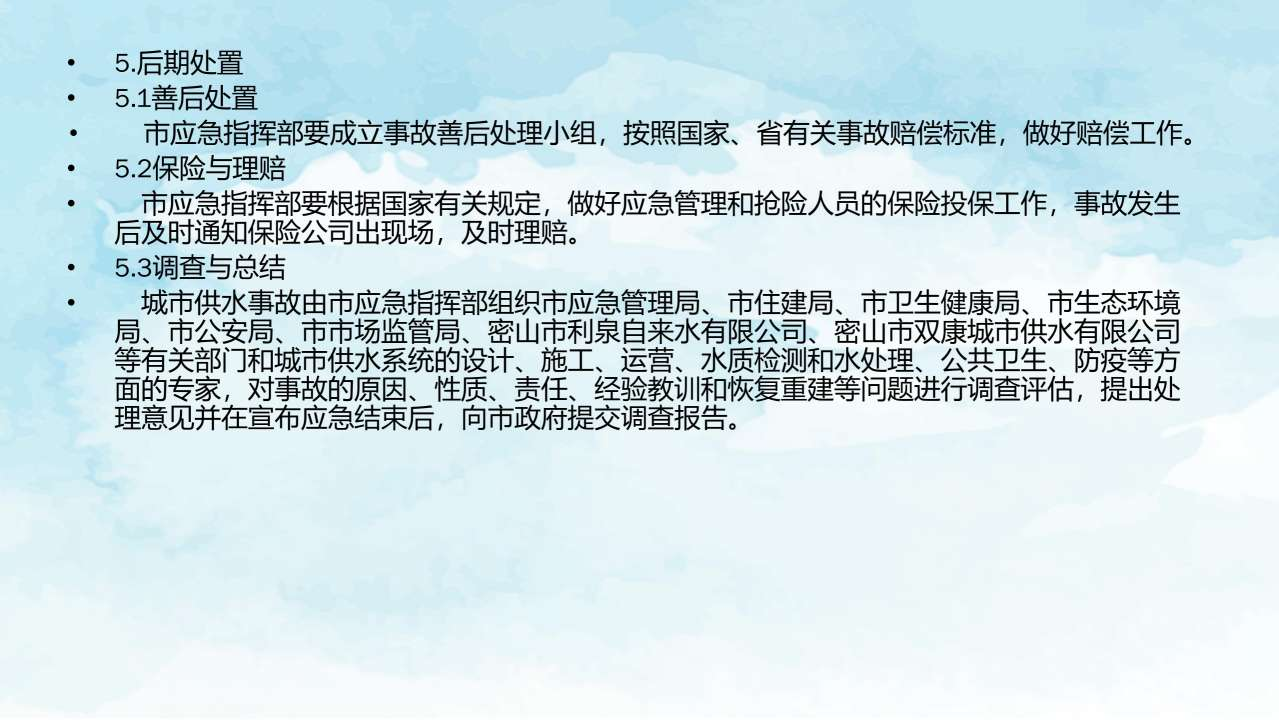 • 5.后期处置
• 5.1善后处置
• 市应急指挥部要成立事故善后处理小组，按照国家、省有关事故赔偿标准，做好赔偿工作。
• 5.2保险与理赔
• 市应急指挥部要根据国家有关规定，做好应急管理和抢险人员的保险投保工作，事故发生
后及时通知保险公司出现场，及时理赔。
• 5.3调查与总结
• 城市供水事故由市应急指挥部组织市应急管理局、市住建局、市卫生健康局、市生态环境
局、市公安局、市市场监管局、密山市利泉自来水有限公司、密山市双康城市供水有限公司
等有关部门和城市供水系统的设计、施工、运营、水质检测和水处理、公共卫生、防疫等方
面的专家，对事故的原因、性质、责任、经验教训和恢复重建等问题进行调查评估，提出处
理意见并在宣布应急结束后，向市政府提交调查报告。